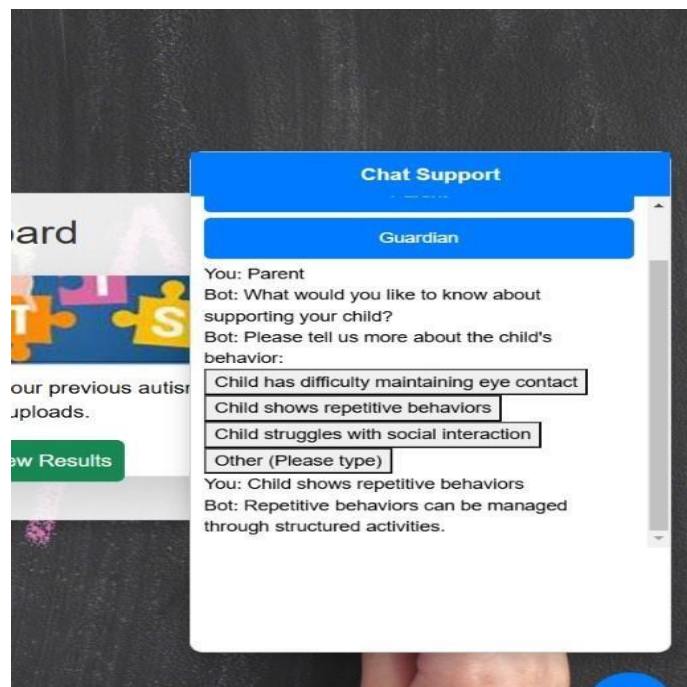 Chat Support
Guardian
You: Parent
Bot: What would you like to know about
supporting your child?
Bot: Please tell us more about the child's
behavior:
Child has difficulty maintaining eye contact
Child shows repetitive behaviors
Child struggles with social interaction
Other (Please type)
You: Child shows repetitive behaviors
Bot: Repetitive behaviors can be managed
through structured activities.
ard
T
I
S
our previous autis
uploads.
ew Results